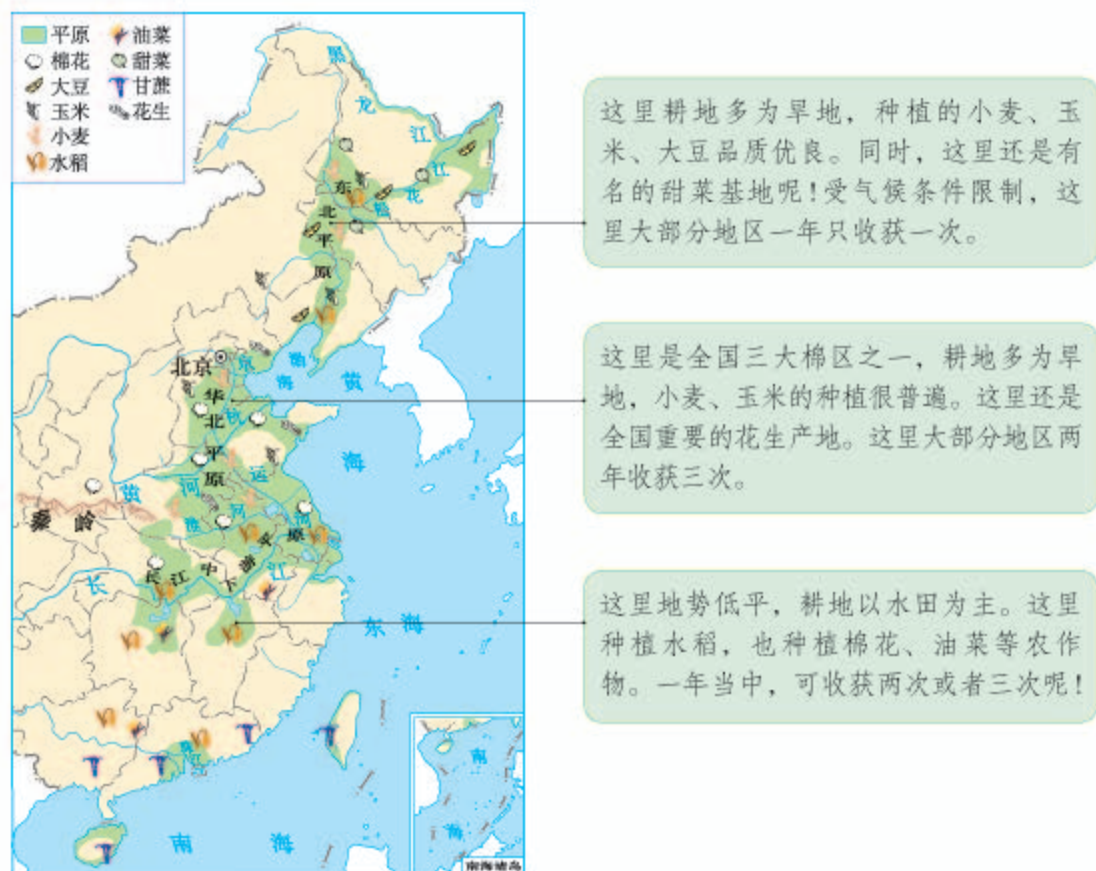 平原 油菜
棉花 甜菜
大豆 甘蔗
玉米 花生
小麦
水稻
黑龙江
松花江
东北平原
北京
京杭运河
渤海
黄海
华北平原
黄河
淮河
秦岭
长江中下游平原
长江
东海
珠江
南海
南海
南海诸岛
这里耕地多为旱地，种植的小麦、玉
米、大豆品质优良。同时，这里还是有
名的甜菜基地呢！受气候条件限制，这
里大部分地区一年只收获一次。
这里是全国三大棉区之一，耕地多为旱
地，小麦、玉米的种植很普遍。这里还是
全国重要的花生产地。这里大部分地区两
年收获三次。
这里地势低平，耕地以水田为主。这里
种植水稻，也种植棉花、油菜等农作
物。一年当中，可收获两次或者三次呢！